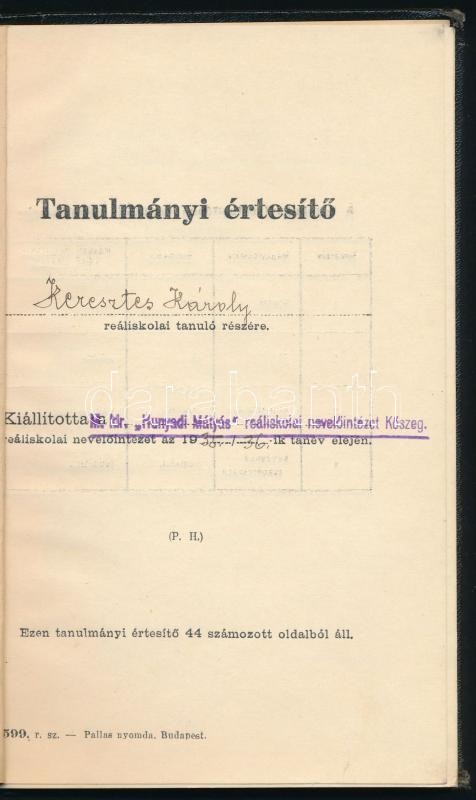 Tanulmányi értesítő
Keresztes Károly
reáliskolai tanuló részére.
Kiállította a M. kir. „Hunyadi Mátyás" reáliskolai nevelőintézet Kőszeg.
reáliskolai nevelőintézet az 1935/36.-ik tanév elején.
darabanth
(P. H.)
Ezen tanulmányi értesítő 44 számozott oldalból áll.
599. r. sz. — Pallas nyomda, Budapest.